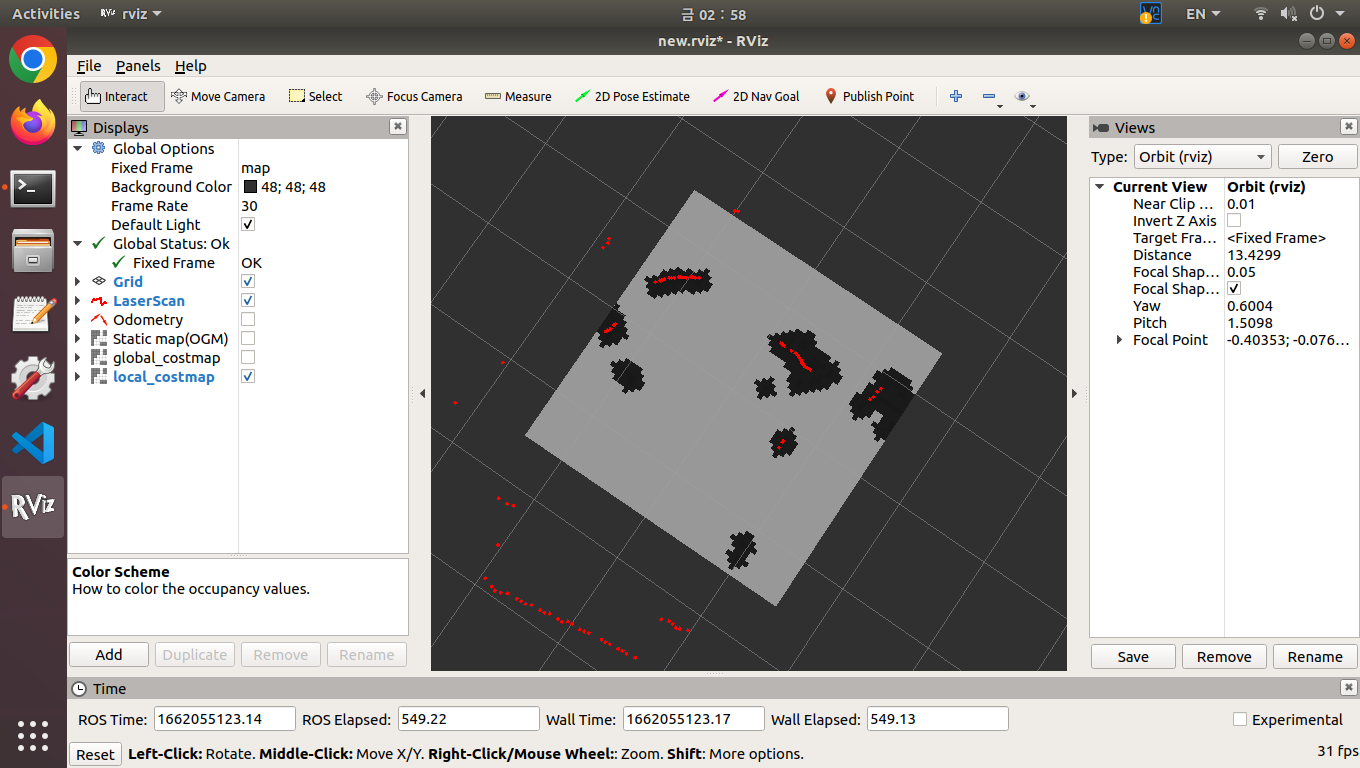 Activities RViz rviz 금 02 : 58 EN
new.rviz* - RViz
File Panels Help
Interact Move Camera Select Focus Camera Measure 2D Pose Estimate 2D Nav Goal Publish Point
Displays
Global Options
Fixed Frame map
Background Color 48; 48; 48
Frame Rate 30
Default Light
Global Status: Ok
Fixed Frame OK
Grid
LaserScan
Odometry
Static map(OGM)
global_costmap
local_costmap
Color Scheme
How to color the occupancy values.
Add Duplicate Remove Rename
Views
Type: Orbit (rviz) Zero
Current View Orbit (rviz)
Near Clip ... 0.01
Invert Z Axis
Target Fra... <Fixed Frame>
Distance 13.4299
Focal Shap... 0.05
Focal Shap...
Yaw 0.6004
Pitch 1.5098
Focal Point -0.40353; -0.076...
Save Remove Rename
RViz
Time
ROS Time: 1662055123.14 ROS Elapsed: 549.22 Wall Time: 1662055123.17 Wall Elapsed: 549.13 Experimental
Reset Left-Click: Rotate. Middle-Click: Move X/Y. Right-Click/Mouse Wheel:: Zoom. Shift: More options. 31 fps